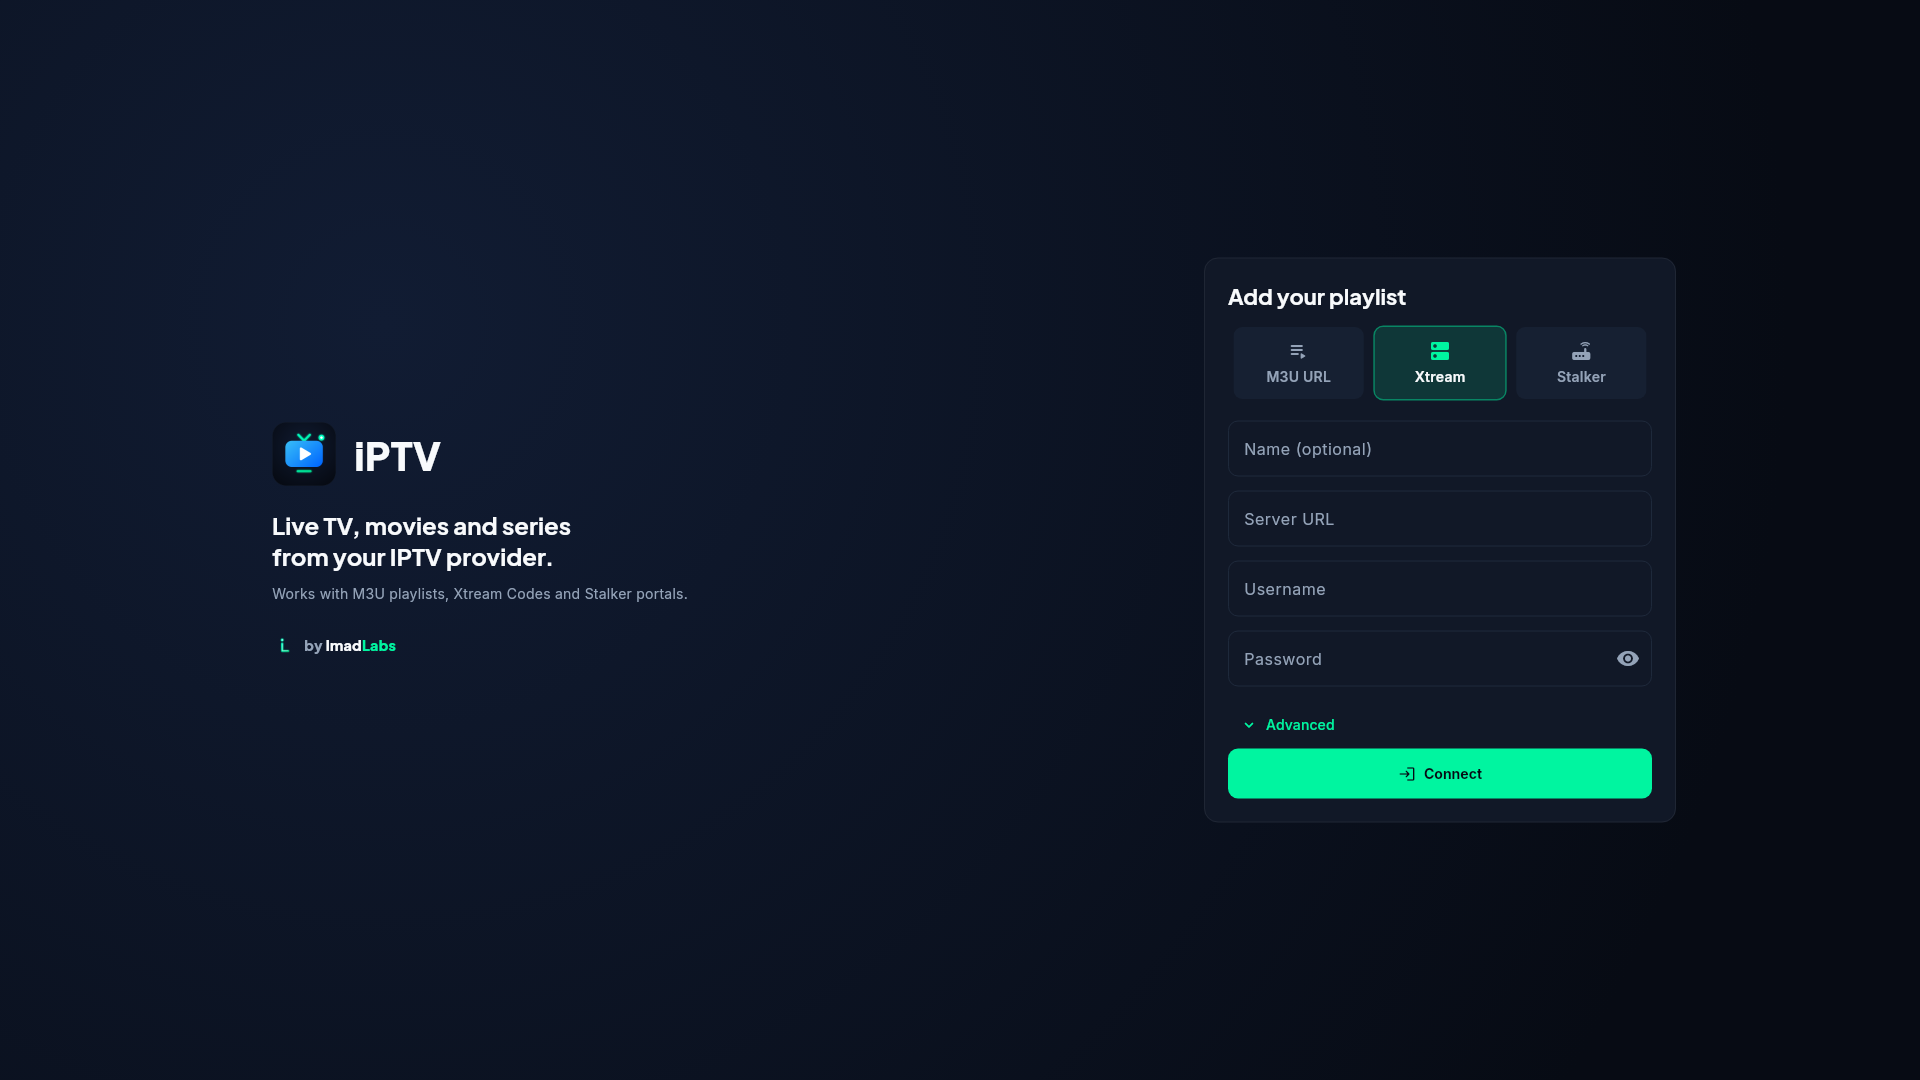 iPTV
Live TV, movies and series
from your IPTV provider.
Works with M3U playlists, Xtream Codes and Stalker portals.
by ImadLabs
Add your playlist
M3U URL
Xtream
Stalker
Name (optional)
Server URL
Username
Password
Advanced
Connect